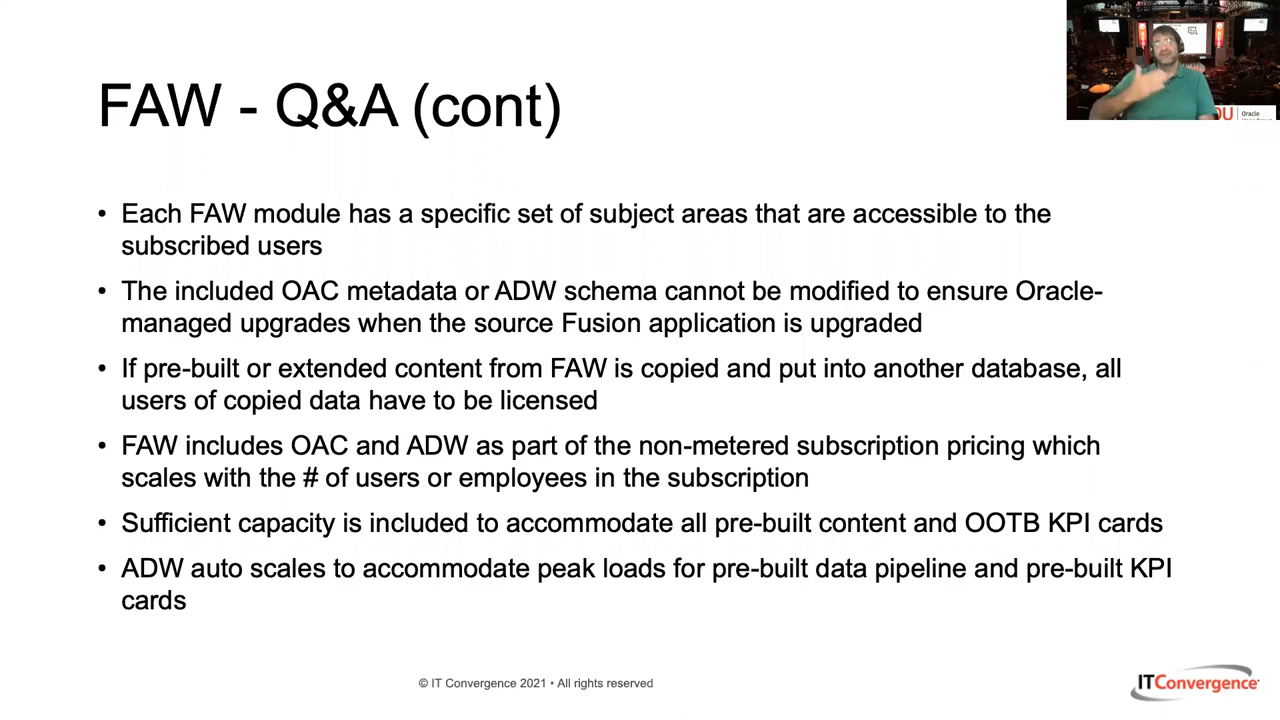 FAW - Q&A (cont)
• Each FAW module has a specific set of subject areas that are accessible to the
subscribed users
• The included OAC metadata or ADW schema cannot be modified to ensure Oracle-
managed upgrades when the source Fusion application is upgraded
• If pre-built or extended content from FAW is copied and put into another database, all
users of copied data have to be licensed
• FAW includes OAC and ADW as part of the non-metered subscription pricing which
scales with the # of users or employees in the subscription
• Sufficient capacity is included to accommodate all pre-built content and OOTB KPI cards
• ADW auto scales to accommodate peak loads for pre-built data pipeline and pre-built KPI
cards
© IT Convergence 2021 • All rights reserved
ITConvergence
Oracle